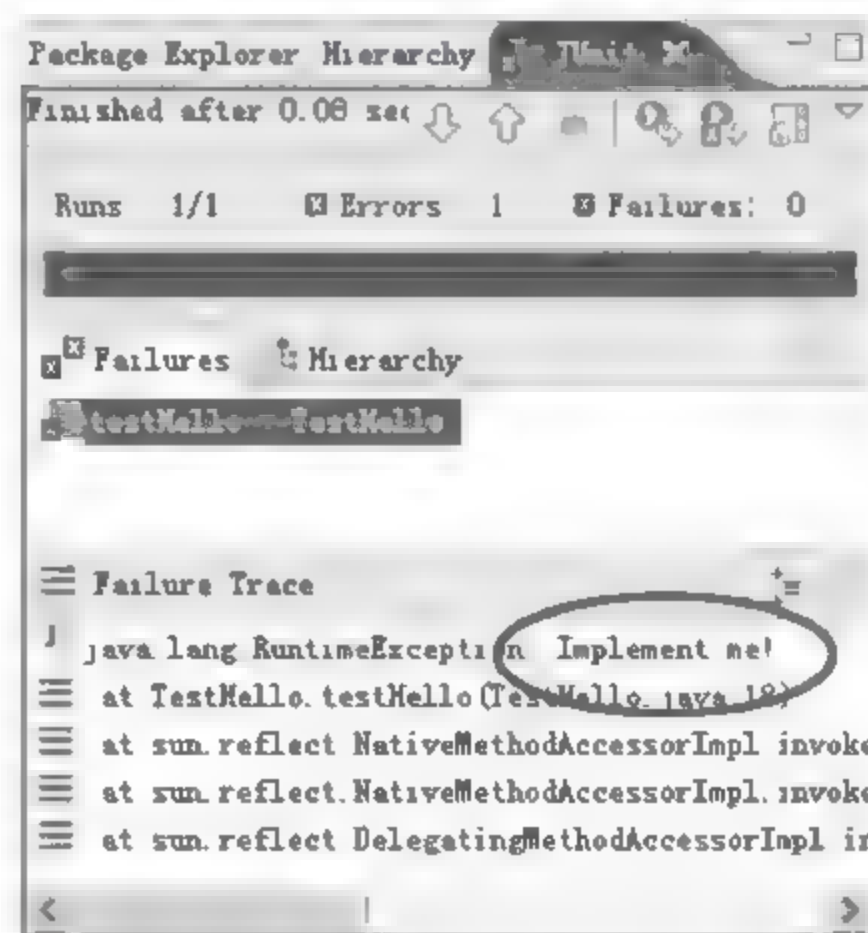 Package Explorer Hierarchy JUnit
Finished after 0.08 sec
Runs 1/1 Errors 1 Failures: 0
Failures Hierarchy
testHello - TestHello
Failure Trace
java lang RuntimeException Implement me!
at TestHello.testHello(TestHello.java 18)
at sun.reflect NativeMethodAccessorImpl invoke
at sun.reflect.NativeMethodAccessorImpl.invoke
at sun.reflect DelegatingMethodAccessorImpl in